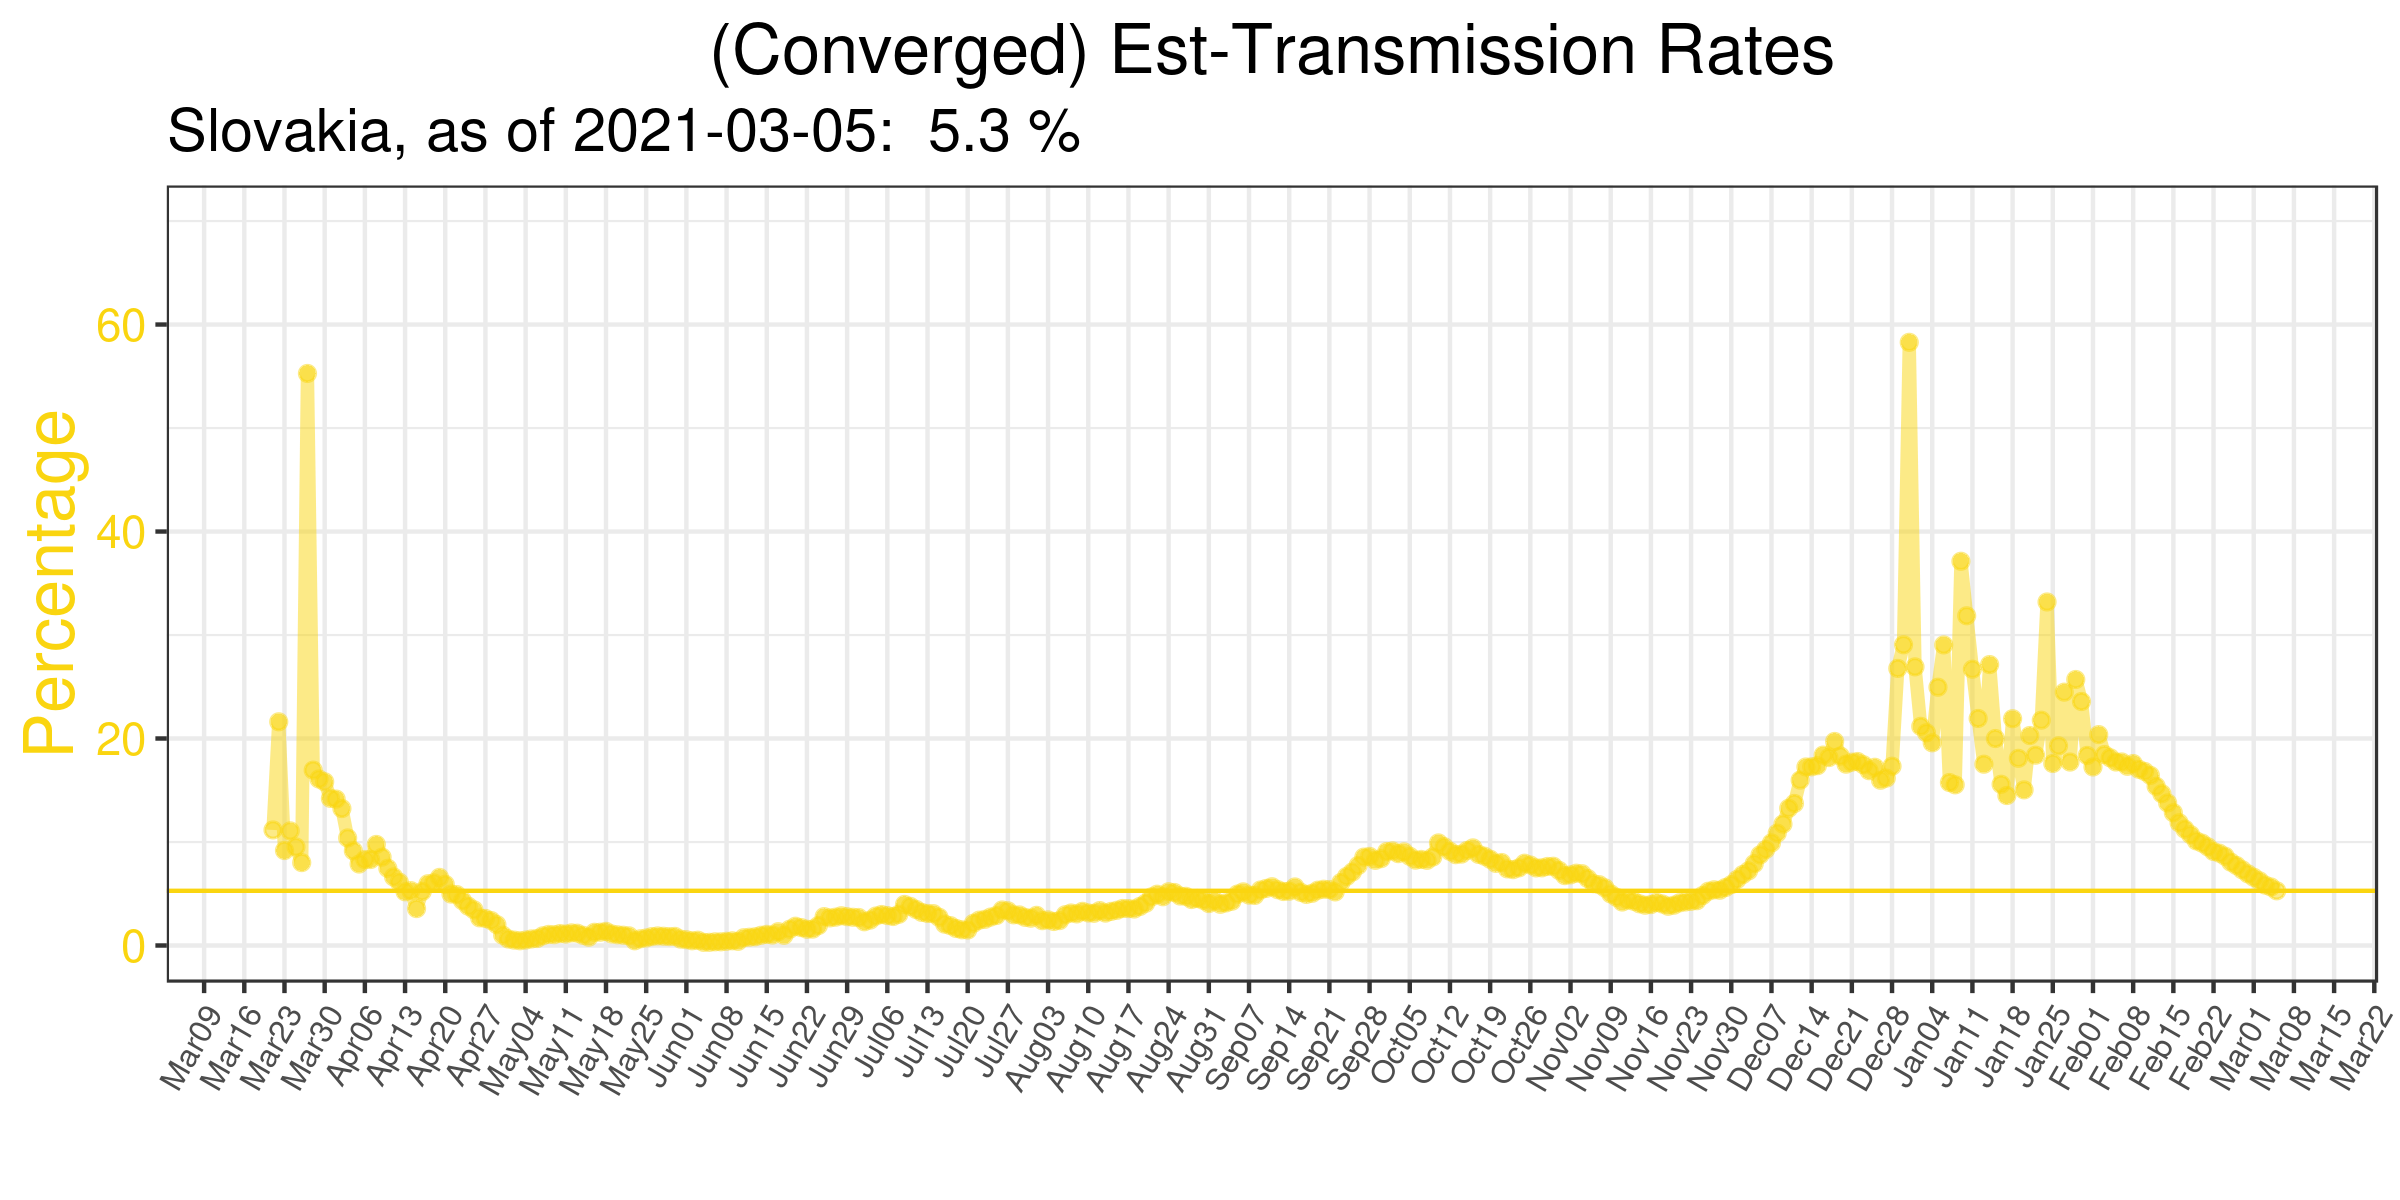 (Converged) Est-Transmission Rates
Slovakia, as of 2021-03-05:  5.3 %
Percentage
60
40
20
0
Mar09
Mar16
Mar23
Mar30
Apr06
Apr13
Apr20
Apr27
May04
May11
May18
May25
Jun01
Jun08
Jun15
Jun22
Jun29
Jul06
Jul13
Jul20
Jul27
Aug03
Aug10
Aug17
Aug24
Aug31
Sep07
Sep14
Sep21
Sep28
Oct05
Oct12
Oct19
Oct26
Nov02
Nov09
Nov16
Nov23
Nov30
Dec07
Dec14
Dec21
Dec28
Jan04
Jan11
Jan18
Jan25
Feb01
Feb08
Feb15
Feb22
Mar01
Mar08
Mar15
Mar22